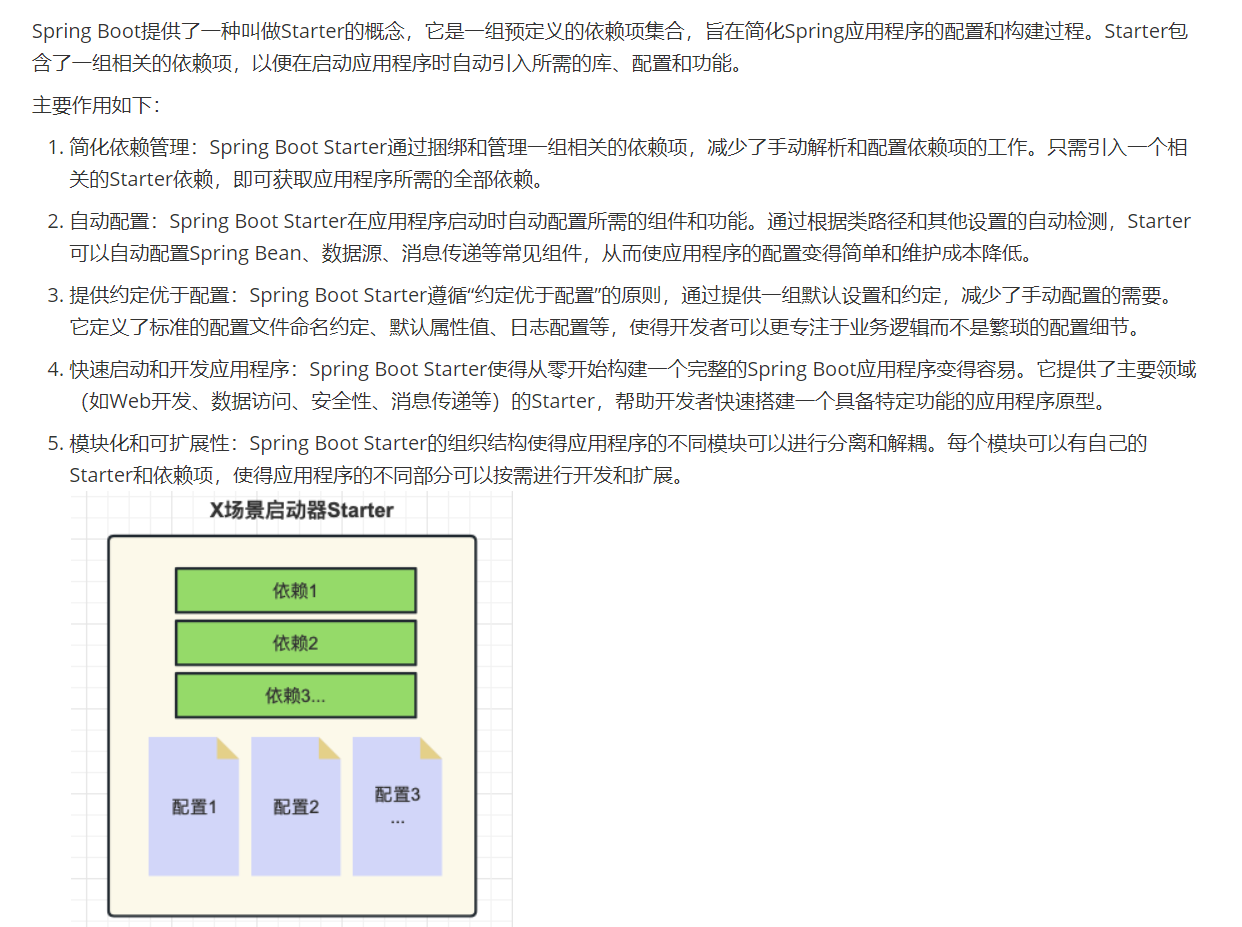 Spring Boot提供了一种叫做Starter的概念，它是一组预定义的依赖项集合，旨在简化Spring应用程序的配置和构建过程。Starter包
含了一组相关的依赖项，以便在启动应用程序时自动引入所需的库、配置和功能。
主要作用如下：
1. 简化依赖管理：Spring Boot Starter通过捆绑和管理一组相关的依赖项，减少了手动解析和配置依赖项的工作。只需引入一个相
关的Starter依赖，即可获取应用程序所需的全部依赖。
2. 自动配置：Spring Boot Starter在应用程序启动时自动配置所需的组件和功能。通过根据类路径和其他设置的自动检测，Starter
可以自动配置Spring Bean、数据源、消息传递等常见组件，从而使应用程序的配置变得简单和维护成本降低。
3. 提供约定优于配置：Spring Boot Starter遵循“约定优于配置”的原则，通过提供一组默认设置和约定，减少了手动配置的需要。
它定义了标准的配置文件命名约定、默认属性值、日志配置等，使得开发者可以更专注于业务逻辑而不是繁琐的配置细节。
4. 快速启动和开发应用程序：Spring Boot Starter使得从零开始构建一个完整的Spring Boot应用程序变得容易。它提供了主要领域
（如Web开发、数据访问、安全性、消息传递等）的Starter，帮助开发者快速搭建一个具备特定功能的应用程序原型。
5. 模块化和可扩展性：Spring Boot Starter的组织结构使得应用程序的不同模块可以进行分离和解耦。每个模块可以有自己的
Starter和依赖项，使得应用程序的不同部分可以按需进行开发和扩展。
X场景启动器Starter
依赖1
依赖2
依赖3...
配置1
配置2
配置3
...